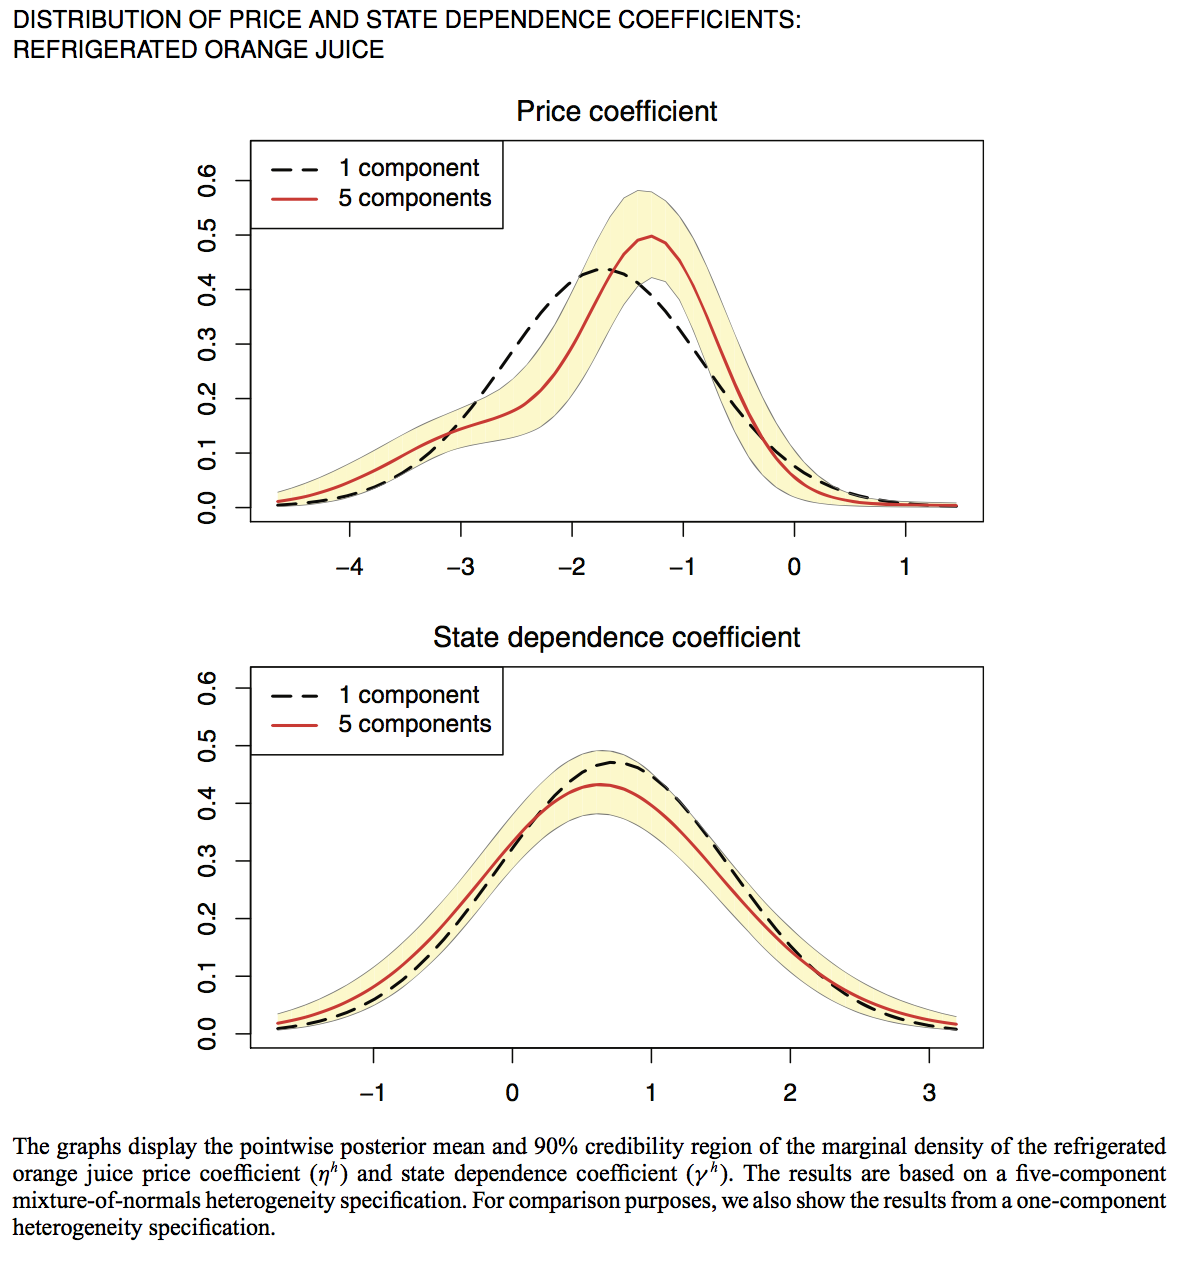 DISTRIBUTION OF PRICE AND STATE DEPENDENCE COEFFICIENTS:
REFRIGERATED ORANGE JUICE
Price coefficient
1 component
5 components
0.6
0.5
0.4
0.3
0.2
0.1
0.0
−4 −3 −2 −1 0 1
State dependence coefficient
1 component
5 components
0.6
0.5
0.4
0.3
0.2
0.1
0.0
−1 0 1 2 3
The graphs display the pointwise posterior mean and 90% credibility region of the marginal density of the refrigerated
orange juice price coefficient (η^h) and state dependence coefficient (γ^h). The results are based on a five-component
mixture-of-normals heterogeneity specification. For comparison purposes, we also show the results from a one-component
heterogeneity specification.